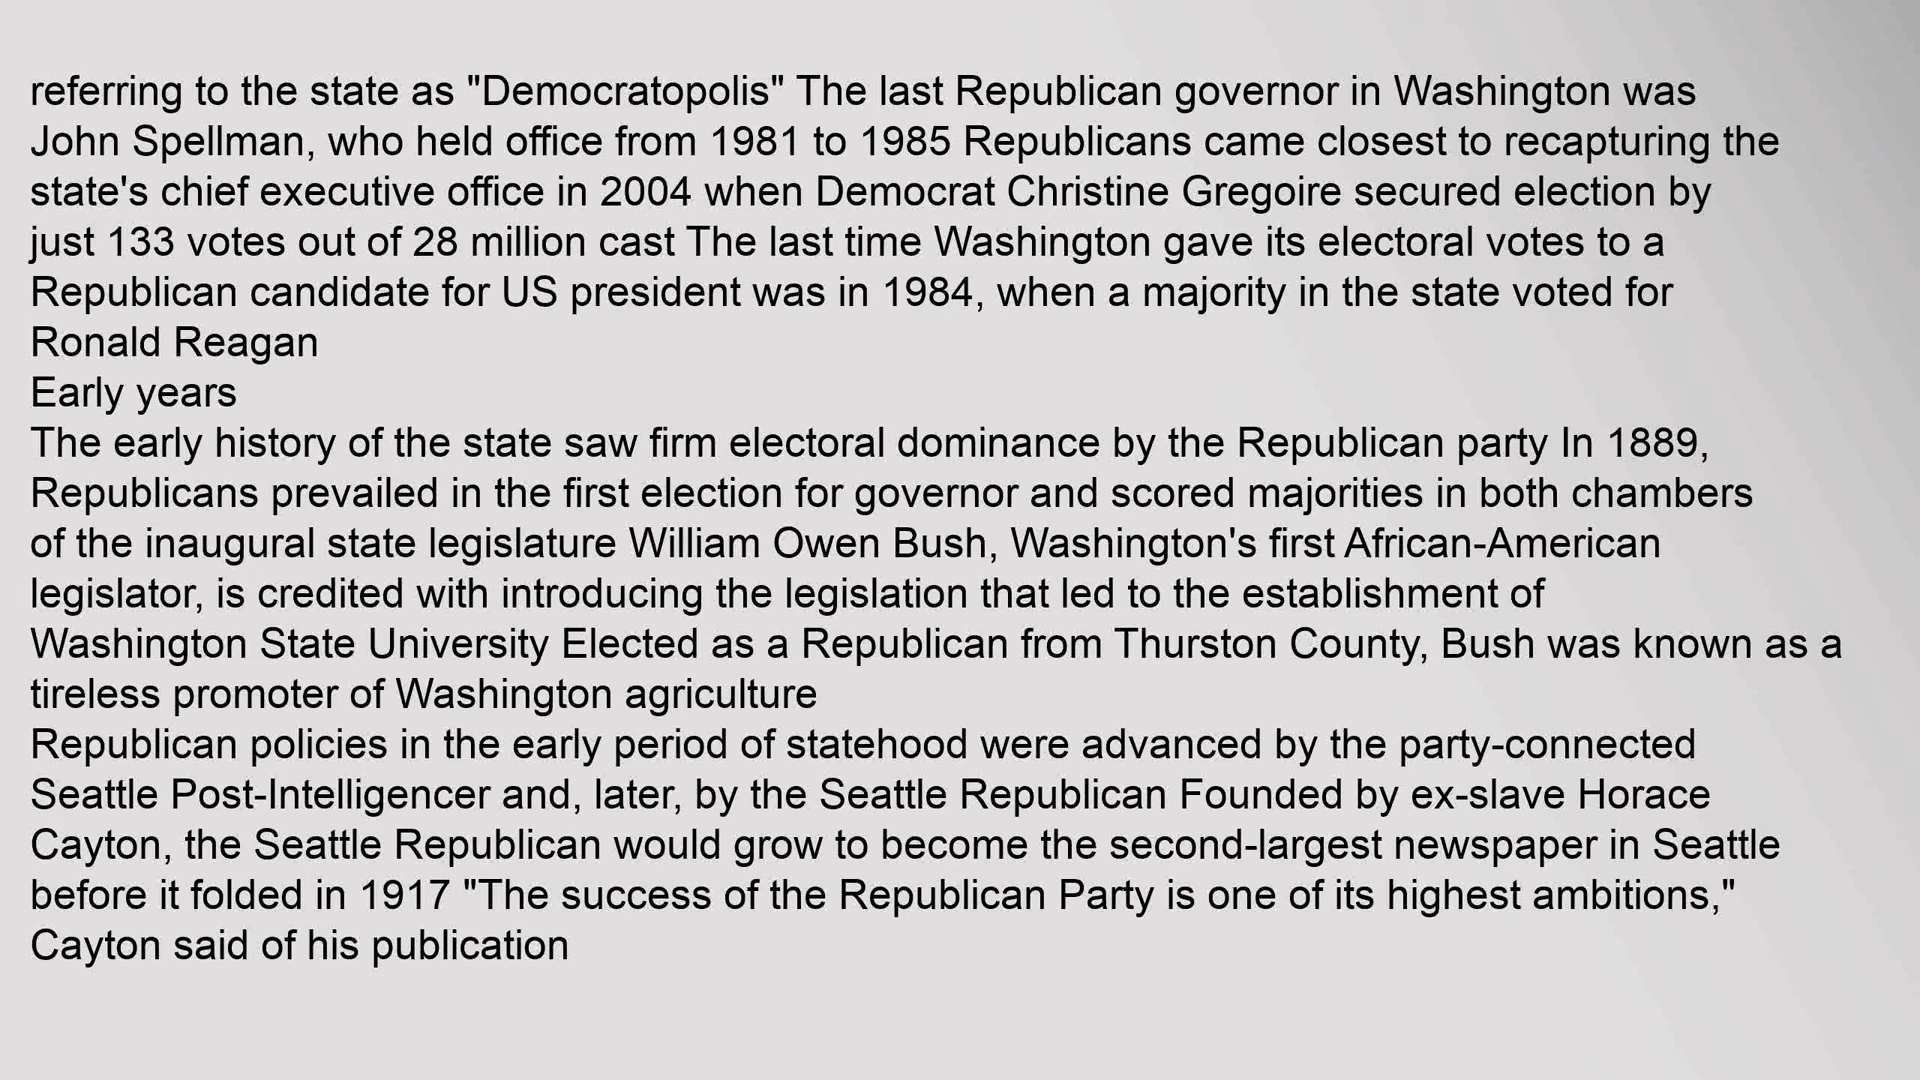 referring to the state as "Democratopolis" The last Republican governor in Washington was
John Spellman, who held office from 1981 to 1985 Republicans came closest to recapturing the
state's chief executive office in 2004 when Democrat Christine Gregoire secured election by
just 133 votes out of 28 million cast The last time Washington gave its electoral votes to a
Republican candidate for US president was in 1984, when a majority in the state voted for
Ronald Reagan
Early years
The early history of the state saw firm electoral dominance by the Republican party In 1889,
Republicans prevailed in the first election for governor and scored majorities in both chambers
of the inaugural state legislature William Owen Bush, Washington's first African-American
legislator, is credited with introducing the legislation that led to the establishment of
Washington State University Elected as a Republican from Thurston County, Bush was known as a
tireless promoter of Washington agriculture
Republican policies in the early period of statehood were advanced by the party-connected
Seattle Post-Intelligencer and, later, by the Seattle Republican Founded by ex-slave Horace
Cayton, the Seattle Republican would grow to become the second-largest newspaper in Seattle
before it folded in 1917 "The success of the Republican Party is one of its highest ambitions,"
Cayton said of his publication